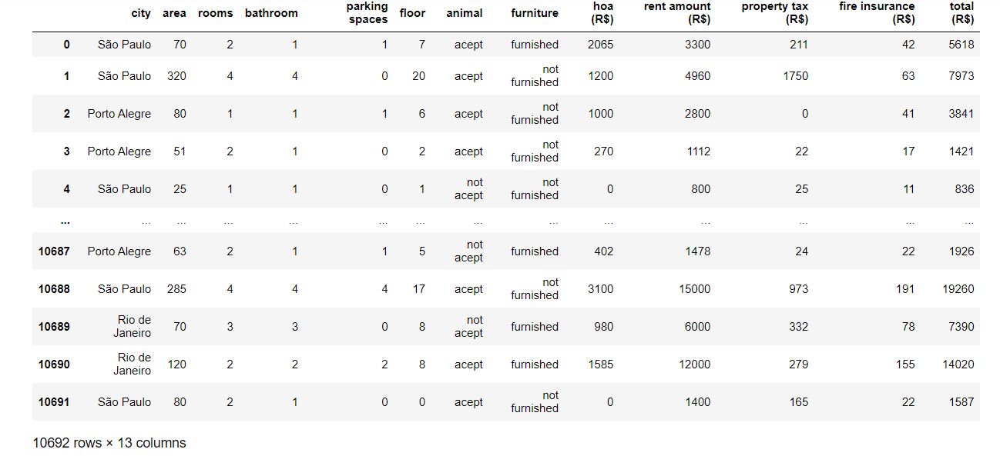 city area rooms bathroom parking spaces floor animal furniture hoa (R$) rent amount (R$) property tax (R$) fire insurance (R$) total (R$)
0 São Paulo 70 2 1 1 7 acept furnished 2065 3300 211 42 5618
1 São Paulo 320 4 4 0 20 acept not furnished 1200 4960 1750 63 7973
2 Porto Alegre 80 1 1 1 6 acept not furnished 1000 2800 0 41 3841
3 Porto Alegre 51 2 1 0 2 acept not furnished 270 1112 22 17 1421
4 São Paulo 25 1 1 0 1 not acept not furnished 0 800 25 11 836
... ... ... ... ... ... ... ... ... ... ... ... ... ...
10687 Porto Alegre 63 2 1 1 5 not acept furnished 402 1478 24 22 1926
10688 São Paulo 285 4 4 4 17 acept not furnished 3100 15000 973 191 19260
10689 Rio de Janeiro 70 3 3 0 8 not acept furnished 980 6000 332 78 7390
10690 Rio de Janeiro 120 2 2 2 8 acept furnished 1585 12000 279 155 14020
10691 São Paulo 80 2 1 0 0 acept not furnished 0 1400 165 22 1587
10692 rows × 13 columns